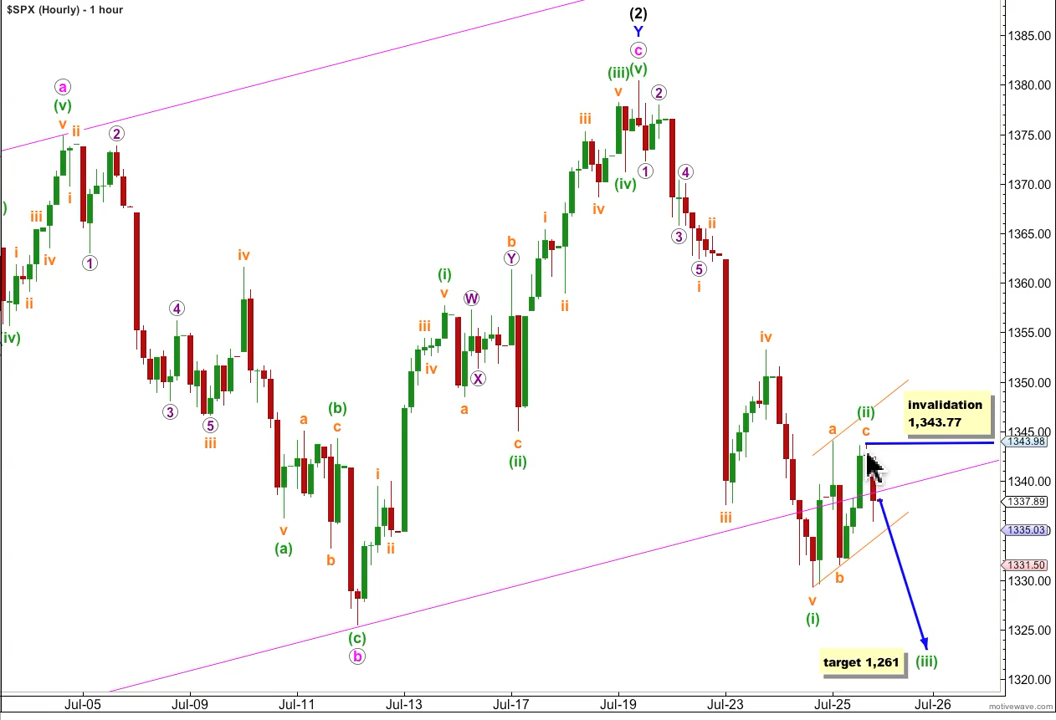 $SPX (Hourly) - 1 hour
(2)
Y
c
(iii) (v)
v
2
iii
1
4
(iv)
iv
3
ii
5
i
a
(v)
v
ii
2
iii
i
)
i
iv
1
ii
iv)
iv
4
3
5
iii
b
Y
i
(i)
v
W
iii
iv
X
a
ii
c
(ii)
(b)
a
c
i
v
(a)
b
ii
(c)
b
iv
iii
(ii)
a
c
b
v
(i)
invalidation
1,343.77
target 1,261
(iii)
1385.00
1380.00
1375.00
1370.00
1365.00
1360.00
1355.00
1350.00
1345.00
1343.98
1340.00
1337.89
1335.03
1331.50
1330.00
1325.00
1320.00
Jul-05
Jul-09
Jul-11
Jul-13
Jul-17
Jul-19
Jul-23
Jul-25
Jul-26
motivewave.com